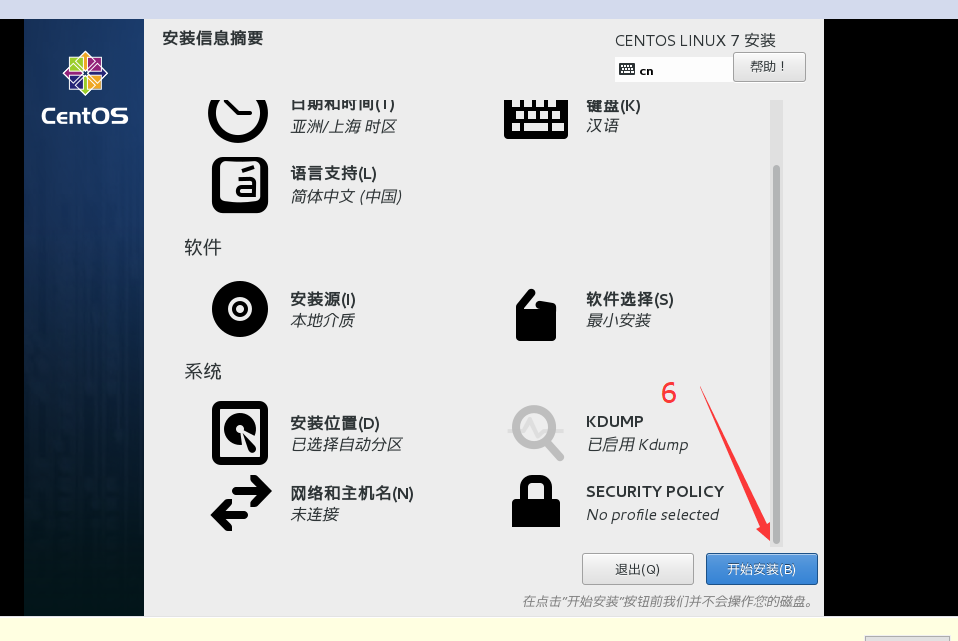 安装信息摘要
CENTOS LINUX 7 安装
cn
帮助！
CentOS
日期和时间(T)
亚洲/上海 时区
键盘(K)
汉语
语言支持(L)
简体中文 (中国)
软件
安装源(I)
本地介质
软件选择(S)
最小安装
系统
安装位置(D)
已选择自动分区
6
KDUMP
已启用 Kdump
网络和主机名(N)
未连接
SECURITY POLICY
No profile selected
退出(Q)
开始安装(B)
在点击"开始安装"按钮前我们并不会操作您的磁盘。